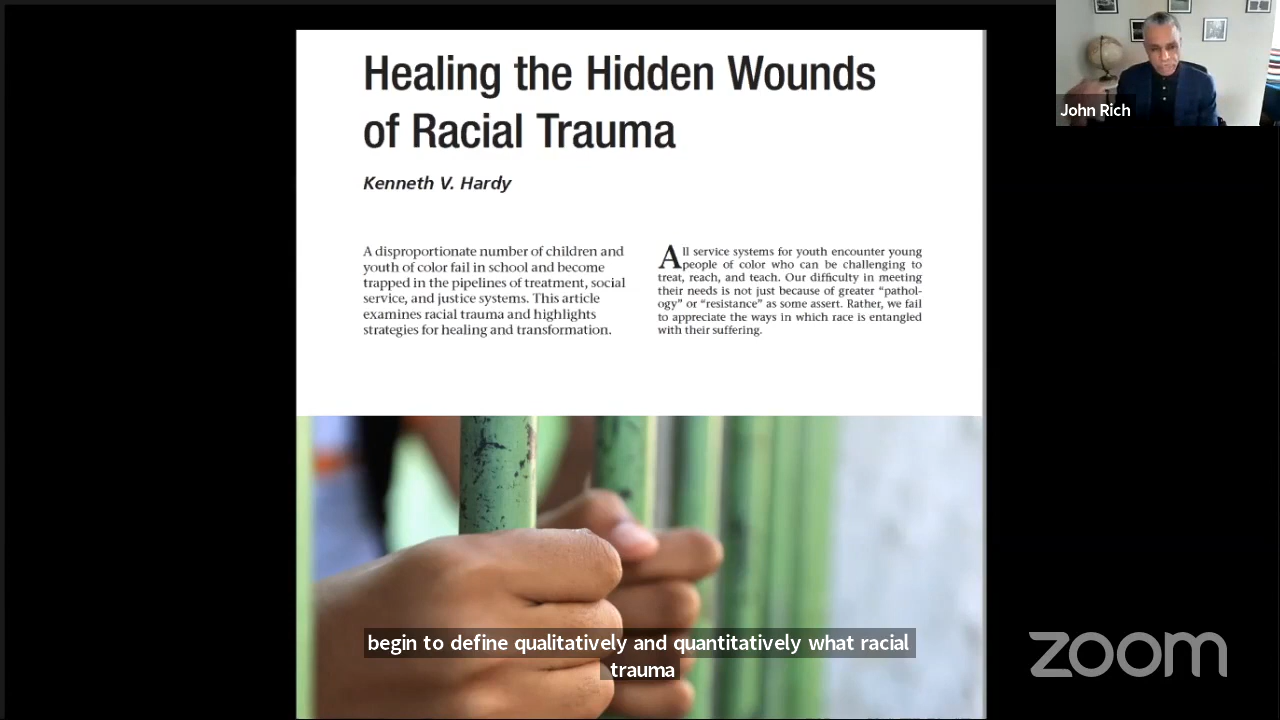 Healing the Hidden Wounds
of Racial Trauma
Kenneth V. Hardy
A disproportionate number of children and
youth of color fail in school and become
trapped in the pipelines of treatment, social
service, and justice systems. This article
examines racial trauma and highlights
strategies for healing and transformation.
All service systems for youth encounter young
people of color who can be challenging to
treat, reach, and teach. Our difficulty in meeting
their needs is not just because of greater “pathol-
ogy” or “resistance” as some assert. Rather, we fail
to appreciate the ways in which race is entangled
with their suffering.
John Rich
begin to define qualitatively and quantitatively what racial
trauma
zoom